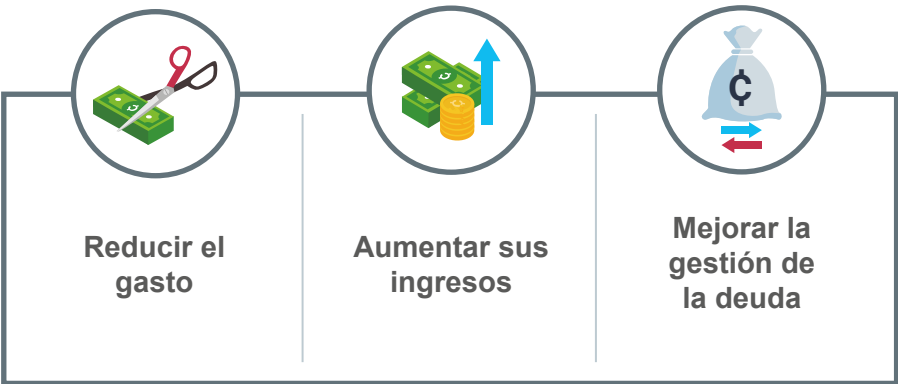 Reducir el
gasto
Aumentar sus
ingresos
₵
Mejorar la
gestión de
la deuda